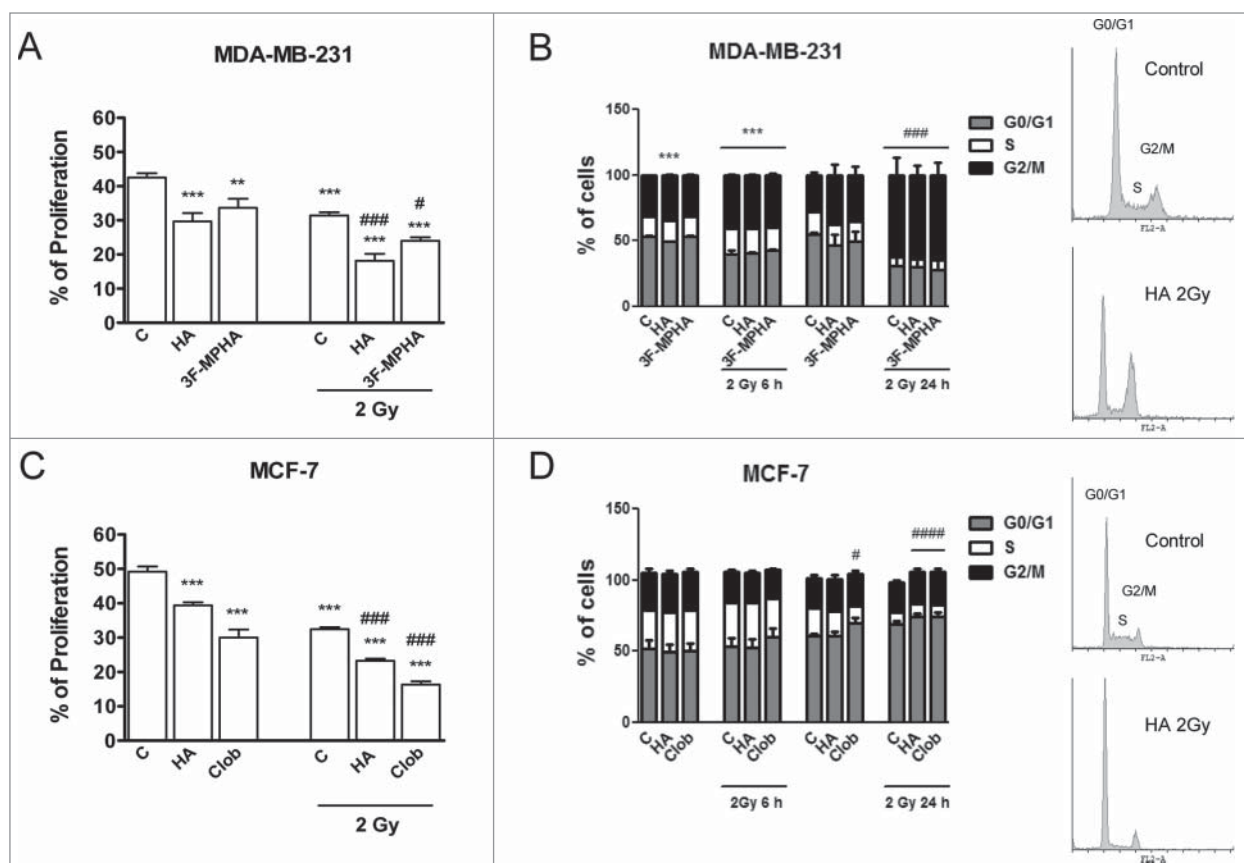 A
MDA-MB-231
% of Proliferation
60
50
40
30
20
10
0
***
**
***
###
***
#
***
C
HA
3F-MPHA
C
HA
3F-MPHA
2 Gy
B
MDA-MB-231
% of cells
150
100
50
0
***
***
###
G0/G1
S
G2/M
C
HA
3F-MPHA
C
HA
3F-MPHA
C
HA
3F-MPHA
C
HA
3F-MPHA
2 Gy 6 h
2 Gy 24 h
G0/G1
Control
G2/M
S
FL2-A
HA 2Gy
FL2-A
C
MCF-7
% of Proliferation
60
50
40
30
20
10
0
***
***
***
###
***
###
***
C
HA
Clob
C
HA
Clob
2 Gy
D
MCF-7
% of cells
150
100
50
0
#
####
G0/G1
S
G2/M
C
HA
Clob
C
HA
Clob
C
HA
Clob
C
HA
Clob
2Gy 6 h
2 Gy 24 h
G0/G1
Control
G2/M
S
FL2-A
HA 2Gy
FL2-A